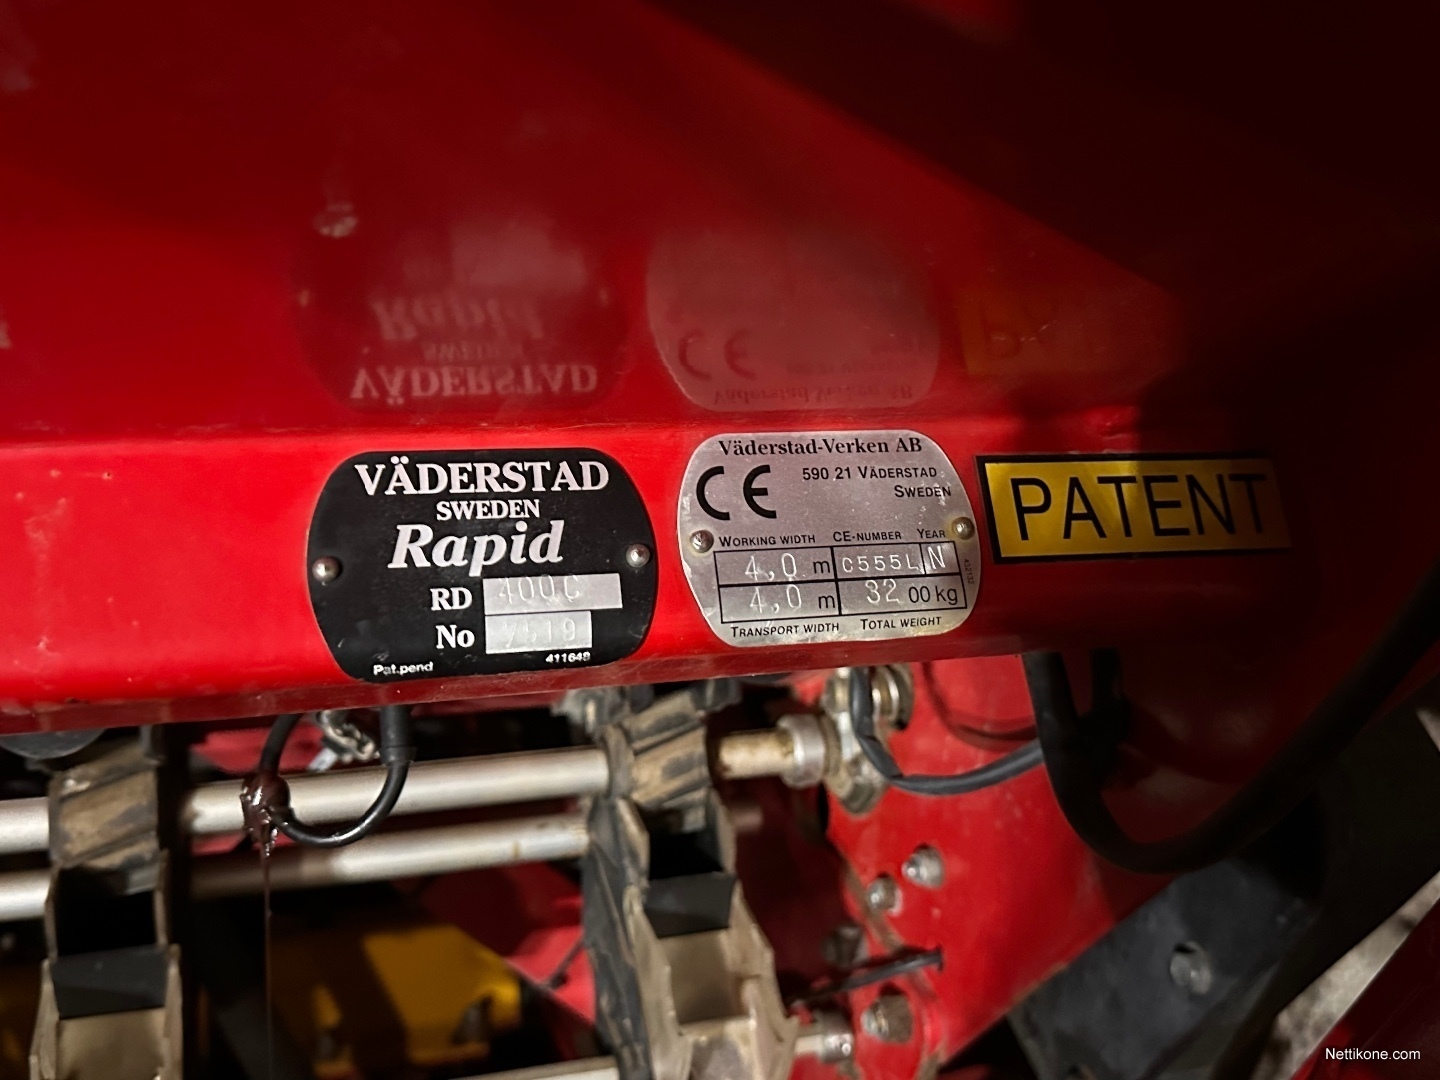 VÄDERSTAD
SWEDEN
Rapid
RD 400C
No
Pat.pend 411649
Väderstad-Verken AB
CE 590 21 VÄDERSTAD
SWEDEN
WORKING WIDTH CE-NUMBER YEAR
4,0 m C555L N
4,0 m 32 00 kg
TRANSPORT WIDTH TOTAL WEIGHT
PATENT
Nettikone.com